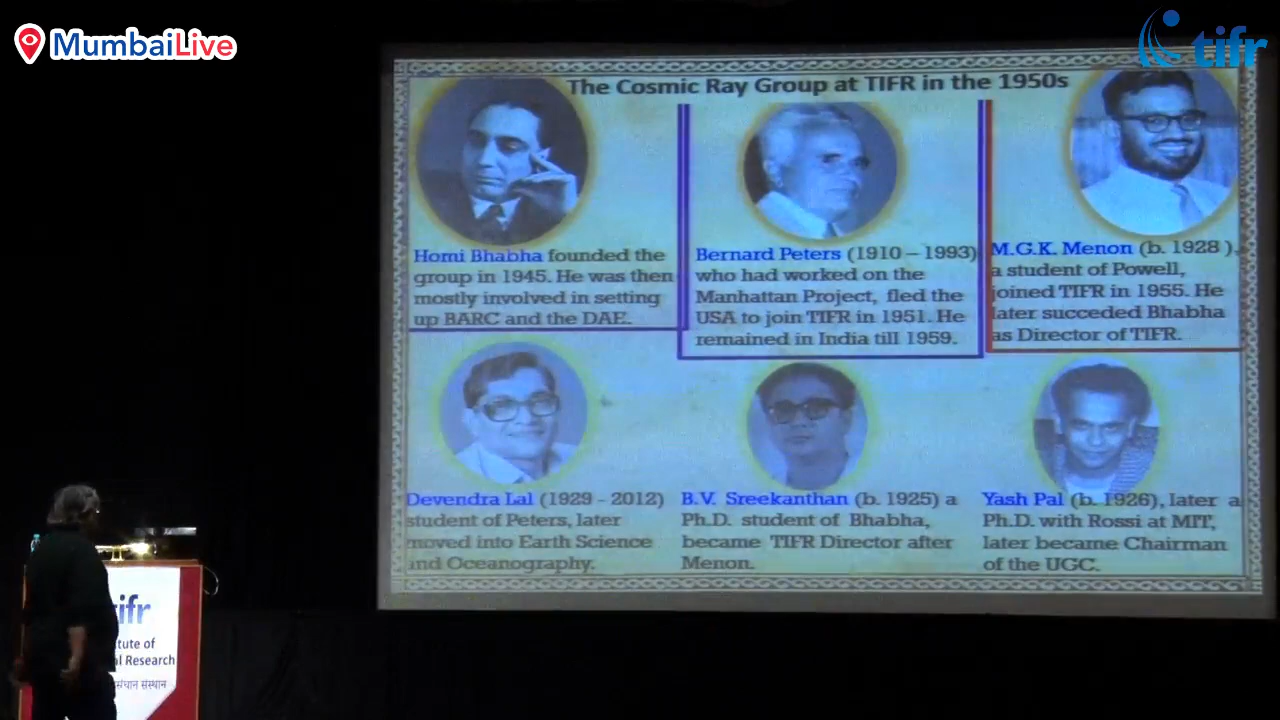 MumbaiLive
tifr
The Cosmic Ray Group at TIFR in the 1950s
Homi Bhabha founded the
group in 1945. He was then
mostly involved in setting
up BARC and the DAE.
Bernard Peters (1910 – 1993)
who had worked on the
Manhattan Project, fled the
USA to join TIFR in 1951. He
remained in India till 1959.
M.G.K. Menon (b. 1928 ),
a student of Powell,
joined TIFR in 1955. He
later succeded Bhabha
as Director of TIFR.
Devendra Lal (1929 - 2012)
student of Peters, later
moved into Earth Science
and Oceanography.
B.V. Sreekanthan (b. 1925) a
Ph.D. student of Bhabha,
became TIFR Director after
Menon.
Yash Pal (b. 1926), later a
Ph.D. with Rossi at MIT,
later became Chairman
of the UGC.
tifr
tute of
al Research
संस्थान